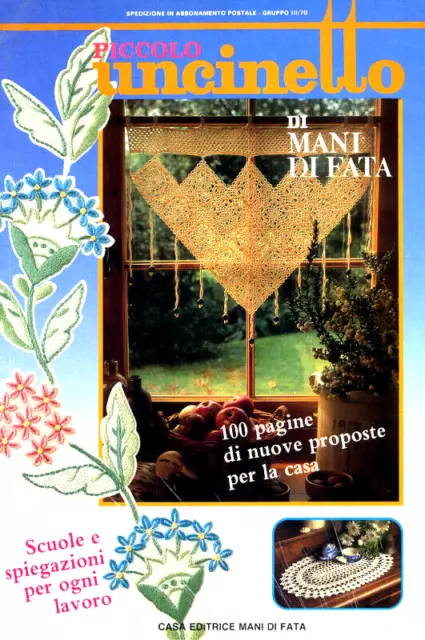 SPEDIZIONE IN ABBONAMENTO POSTALE - GRUPPO III/70
PICCOLO
uncinetto
DI
MANI
DI FATA
100 pagine
di nuove proposte
per la casa
Scuole e
spiegazioni
per ogni
lavoro
CASA EDITRICE MANI DI FATA